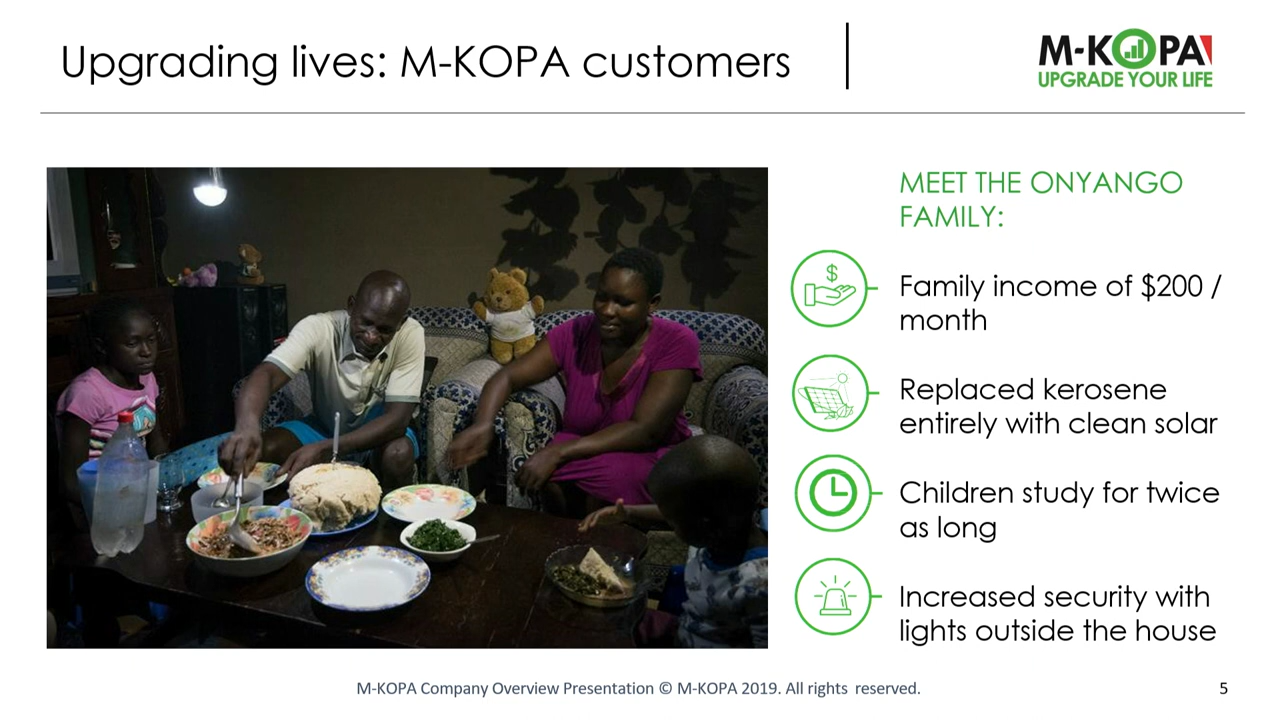 Upgrading lives: M-KOPA customers
M-KOPA
UPGRADE YOUR LIFE
MEET THE ONYANGO
FAMILY:
$
Family income of $200 /
month
Replaced kerosene
entirely with clean solar
Children study for twice
as long
Increased security with
lights outside the house
M-KOPA Company Overview Presentation © M-KOPA 2019. All rights reserved.
5